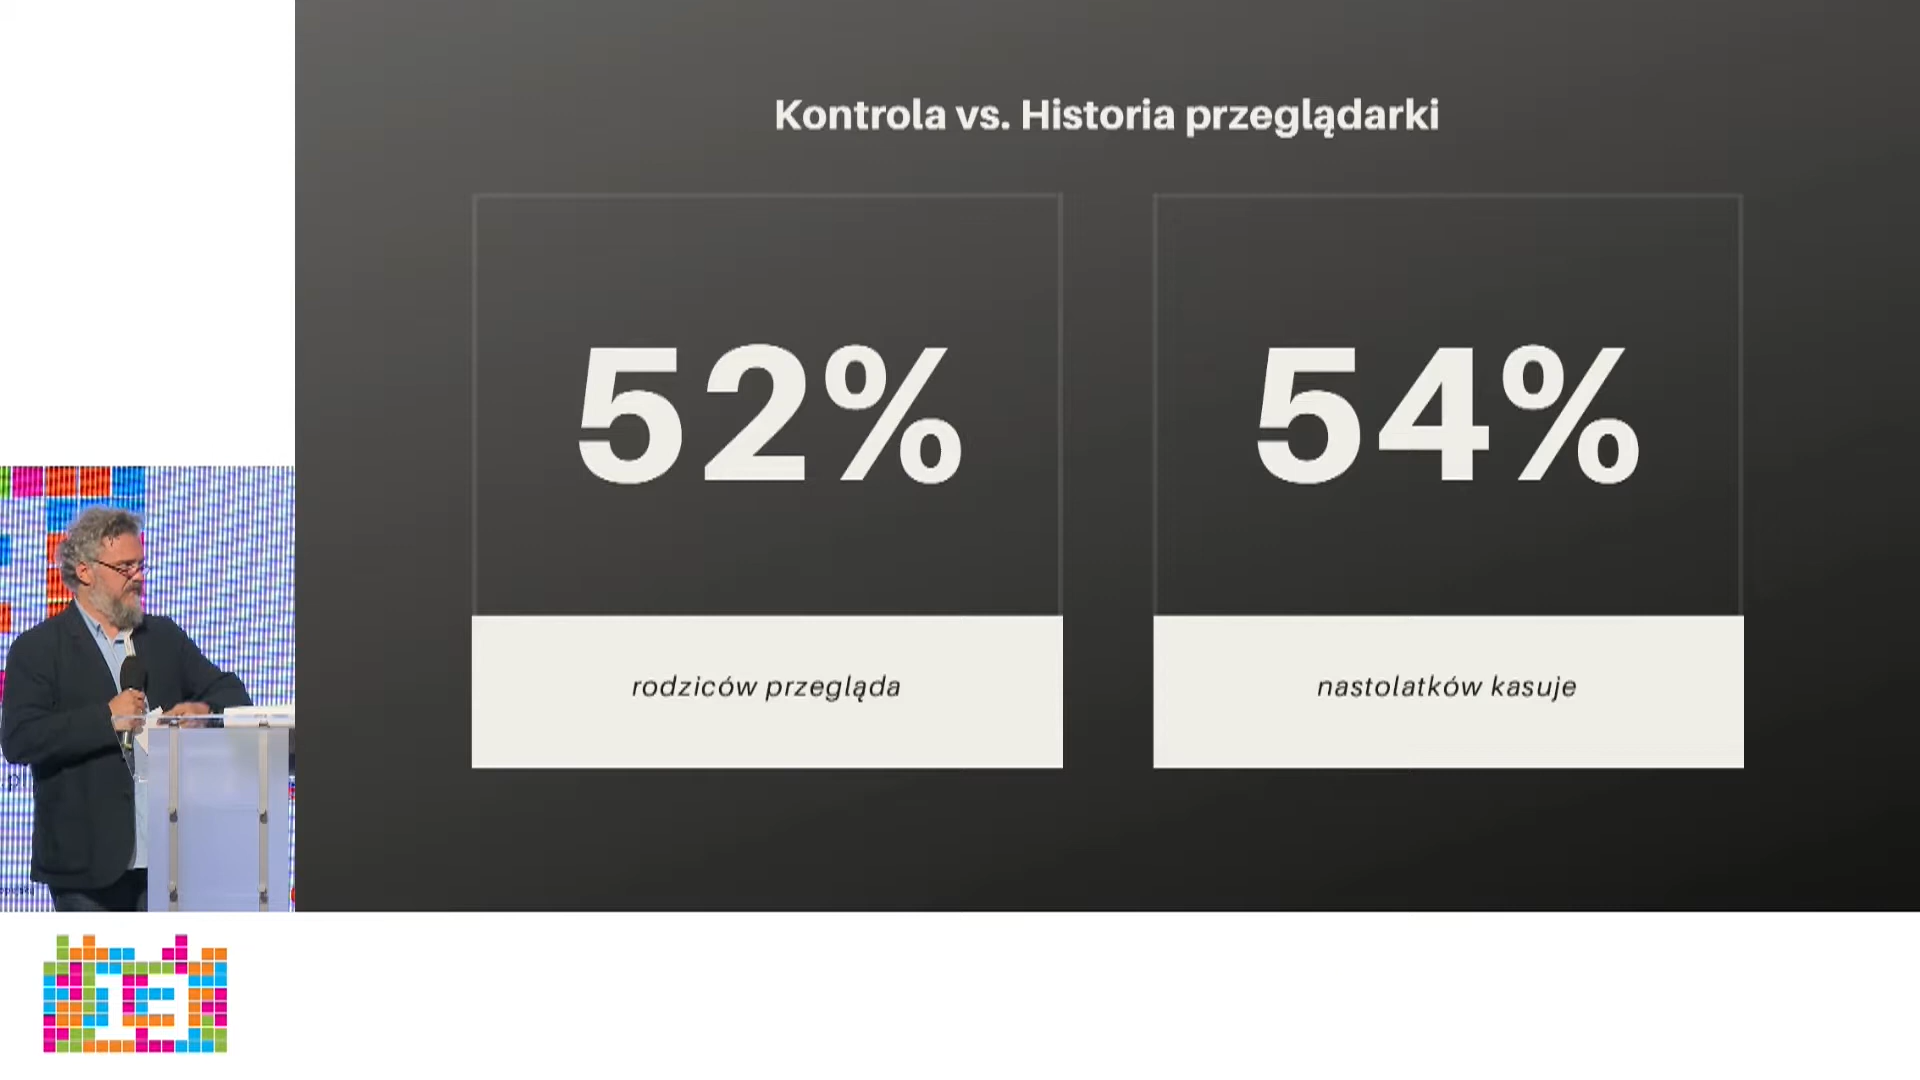 Kontrola vs. Historia przeglądarki
52%
54%
rodziców przegląda
nastolatków kasuje